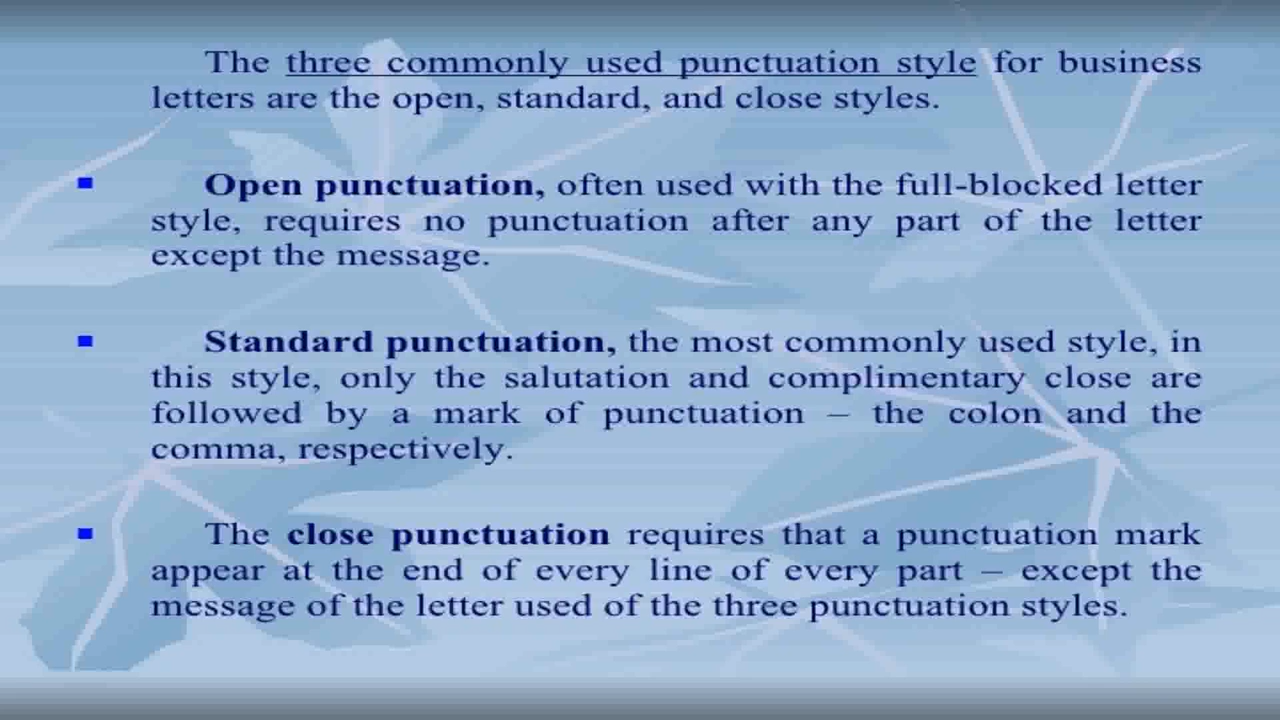 The three commonly used punctuation style for business
letters are the open, standard, and close styles.
Open punctuation, often used with the full-blocked letter
style, requires no punctuation after any part of the letter
except the message.
Standard punctuation, the most commonly used style, in
this style, only the salutation and complimentary close are
followed by a mark of punctuation – the colon and the
comma, respectively.
The close punctuation requires that a punctuation mark
appear at the end of every line of every part – except the
message of the letter used of the three punctuation styles.